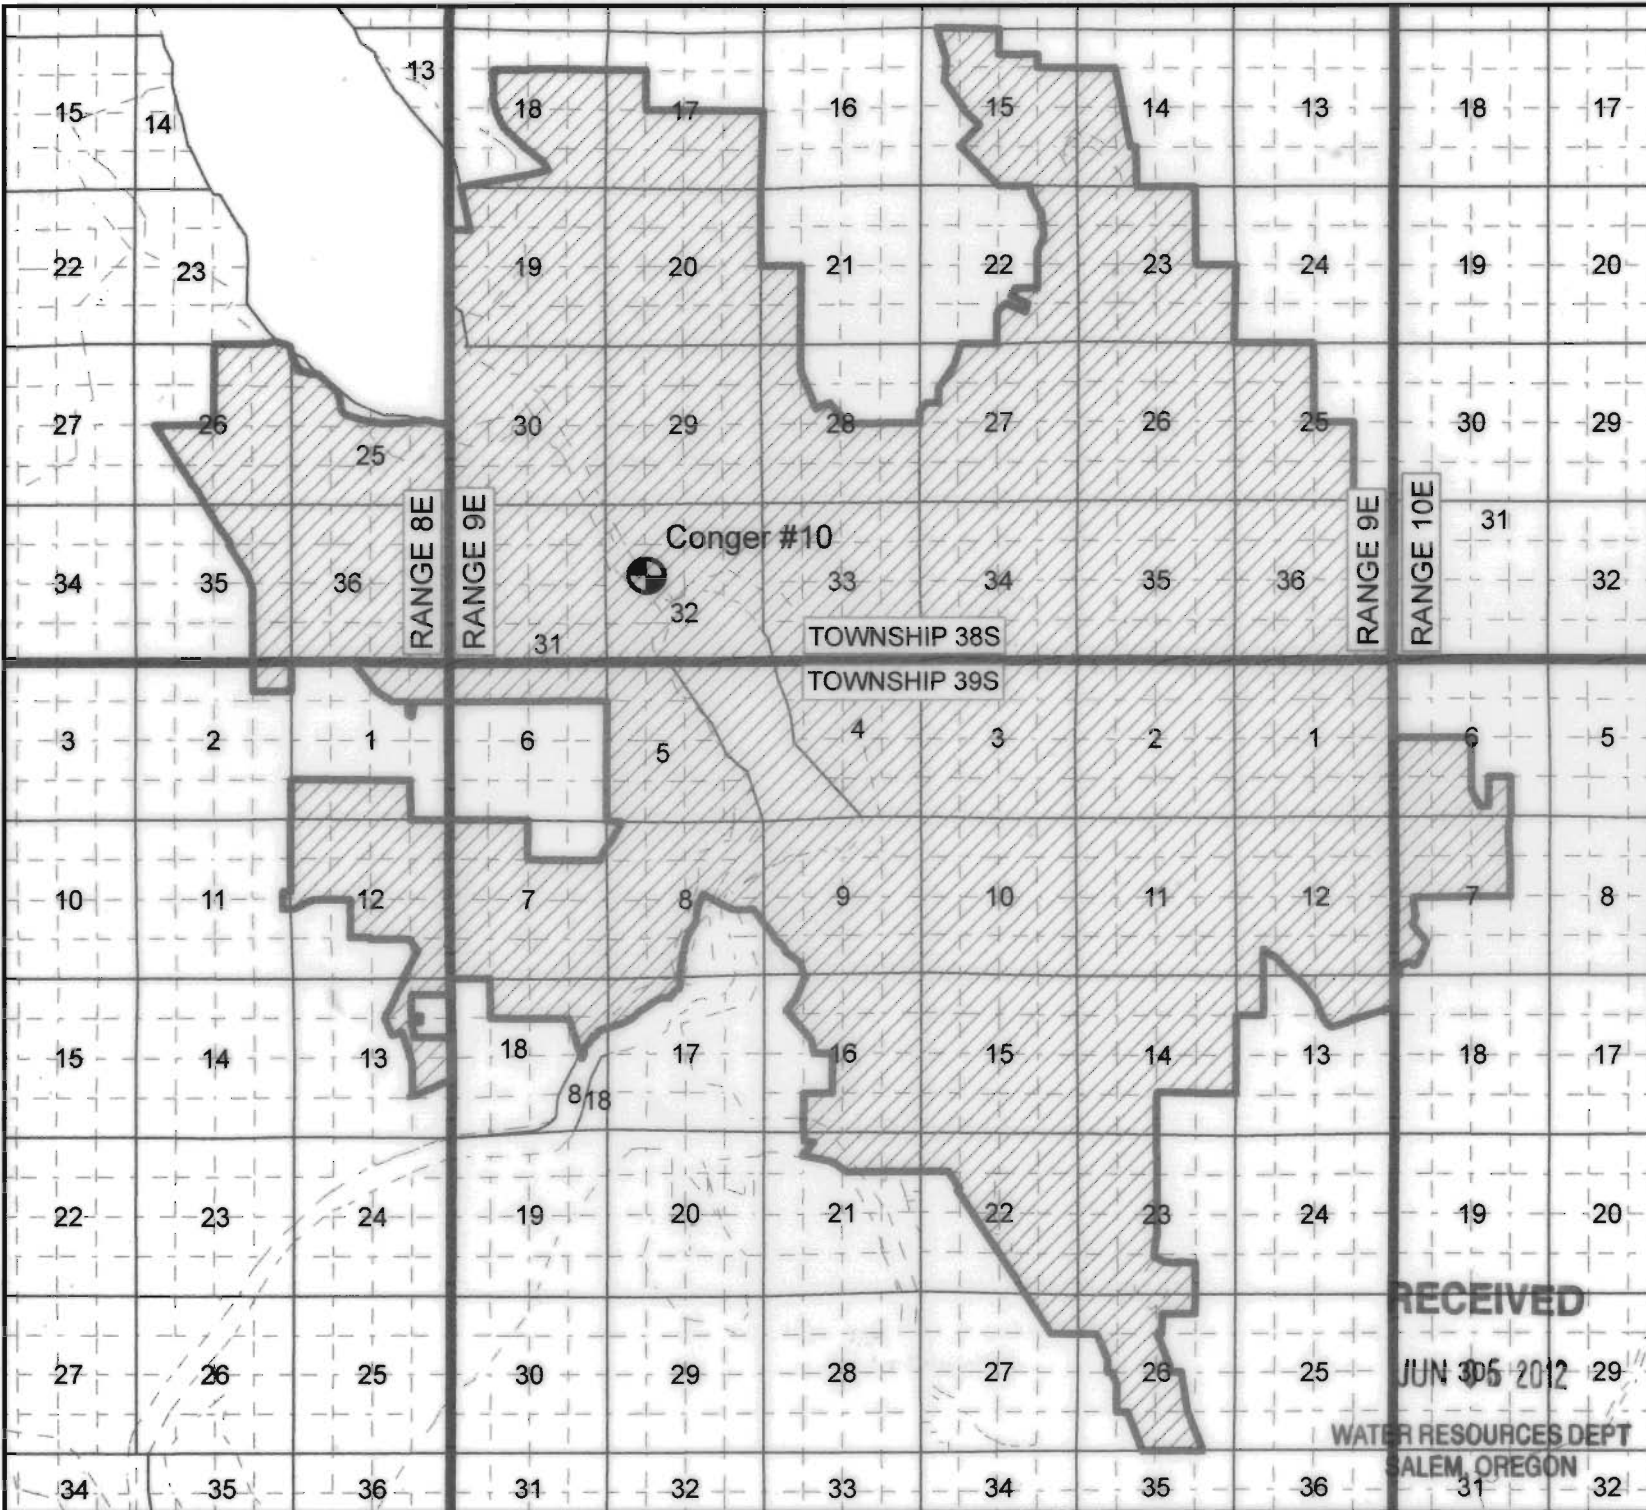 13
18 17 16 15 14 13 18 17
15 14
22 23 19 20 21 22 23 24 19 20
27 26 25 30 29 28 27 26 25 30 29
RANGE 8E RANGE 9E RANGE 9E RANGE 10E
31
Conger #10
34 35 36 33 34 35 36 32
32
31
TOWNSHIP 38S
TOWNSHIP 39S
3 2 1 6 5 4 3 2 1 6 5
10 11 12 7 8 9 10 11 12 7 8
15 14 13 18 17 16 15 14 13 18 17
8 18
22 23 24 19 20 21 22 23 24 19 20
RECEIVED
27 26 25 30 29 28 27 26 25 30 29
JUN 05 2012
WATER RESOURCES DEPT
SALEM, OREGON
34 35 36 31 32 33 34 35 36 31 32